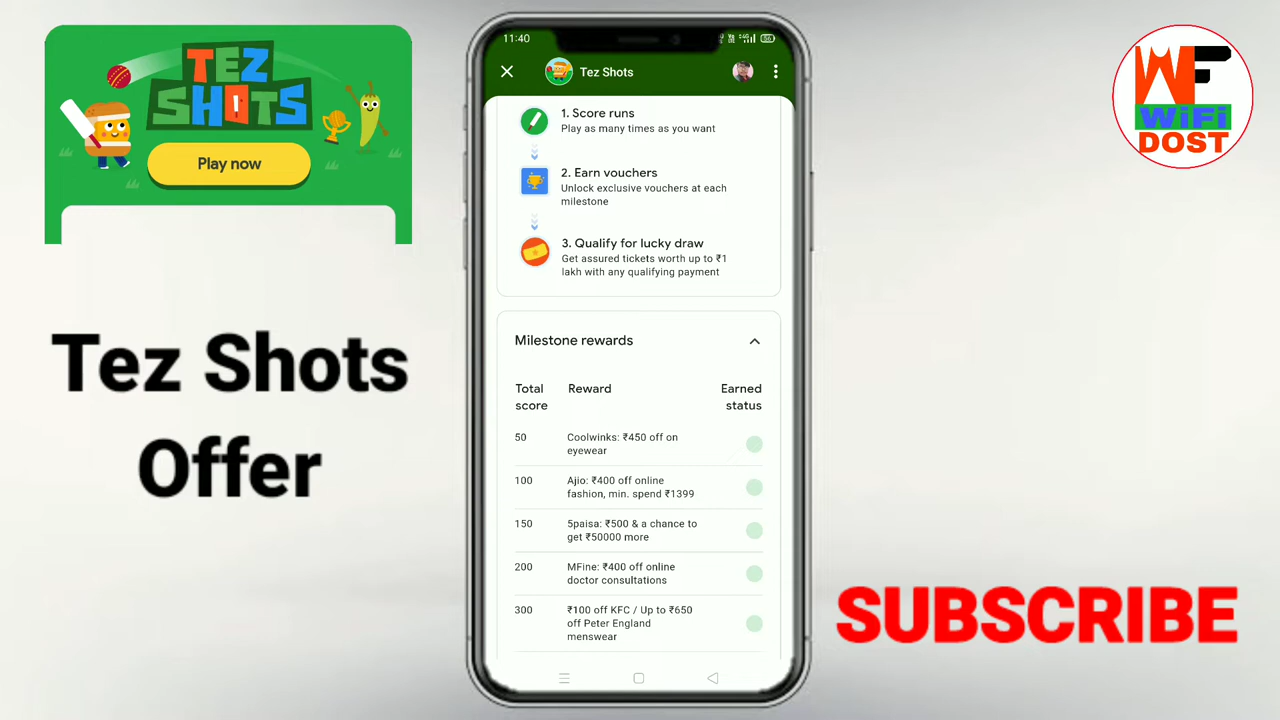 TEZ
SHOTS
Play now
Tez Shots
Offer
11:40
Tez Shots
1. Score runs
Play as many times as you want
2. Earn vouchers
Unlock exclusive vouchers at each
milestone
3. Qualify for lucky draw
Get assured tickets worth up to ₹1
lakh with any qualifying payment
Milestone rewards
Total
score
Reward
Earned
status
50
Coolwinks: ₹450 off on
eyewear
100
Ajio: ₹400 off online
fashion, min. spend ₹1399
150
5paisa: ₹500 & a chance to
get ₹50000 more
200
MFine: ₹400 off online
doctor consultations
300
₹100 off KFC / Up to ₹650
off Peter England
menswear
WF
WiFi
DOST
SUBSCRIBE